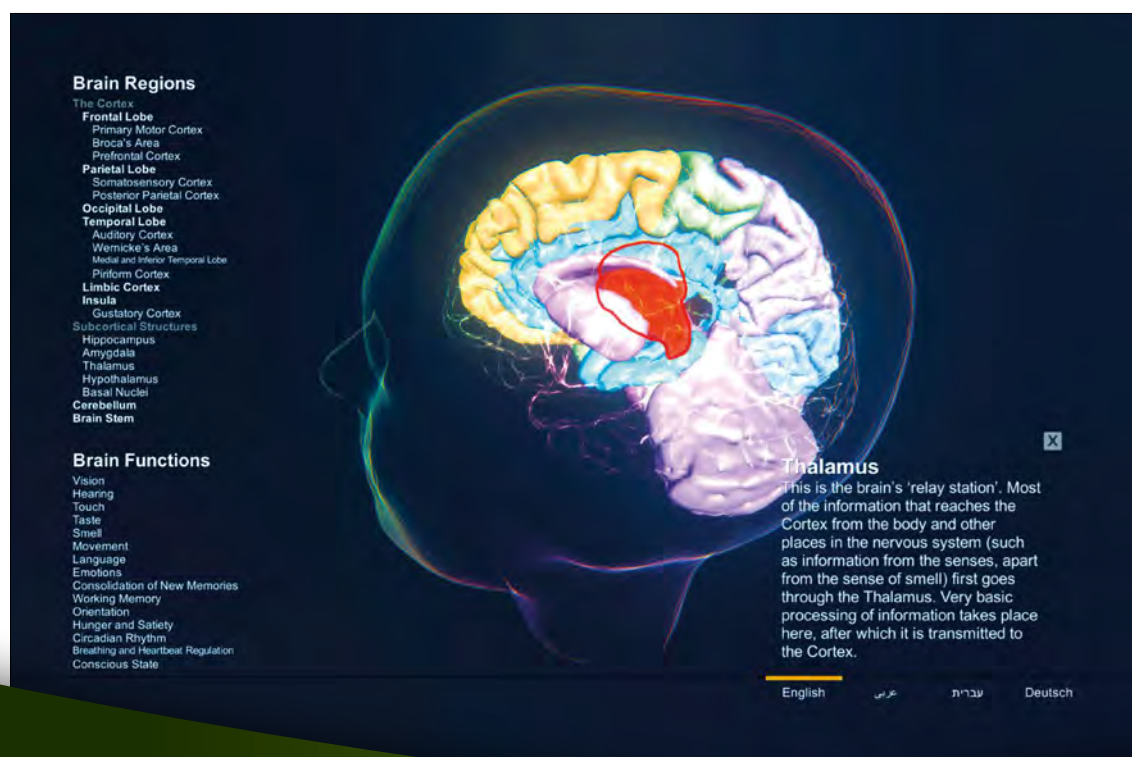 Brain Regions
The Cortex
Frontal Lobe
Primary Motor Cortex
Broca's Area
Prefrontal Cortex
Parietal Lobe
Somatosensory Cortex
Posterior Parietal Cortex
Occipital Lobe
Temporal Lobe
Auditory Cortex
Wernicke's Area
Medial and Inferior Temporal Lobe
Piriform Cortex
Limbic Cortex
Insula
Gustatory Cortex
Subcortical Structures
Hippocampus
Amygdala
Thalamus
Hypothalamus
Basal Nuclei
Cerebellum
Brain Stem
Brain Functions
Vision
Hearing
Touch
Taste
Smell
Movement
Language
Emotions
Consolidation of New Memories
Working Memory
Orientation
Hunger and Satiety
Circadian Rhythm
Breathing and Heartbeat Regulation
Conscious State
X
Thalamus
This is the brain's 'relay station'. Most
of the information that reaches the
Cortex from the body and other
places in the nervous system (such
as information from the senses, apart
from the sense of smell) first goes
through the Thalamus. Very basic
processing of information takes place
here, after which it is transmitted to
the Cortex.
English عربي עברית Deutsch